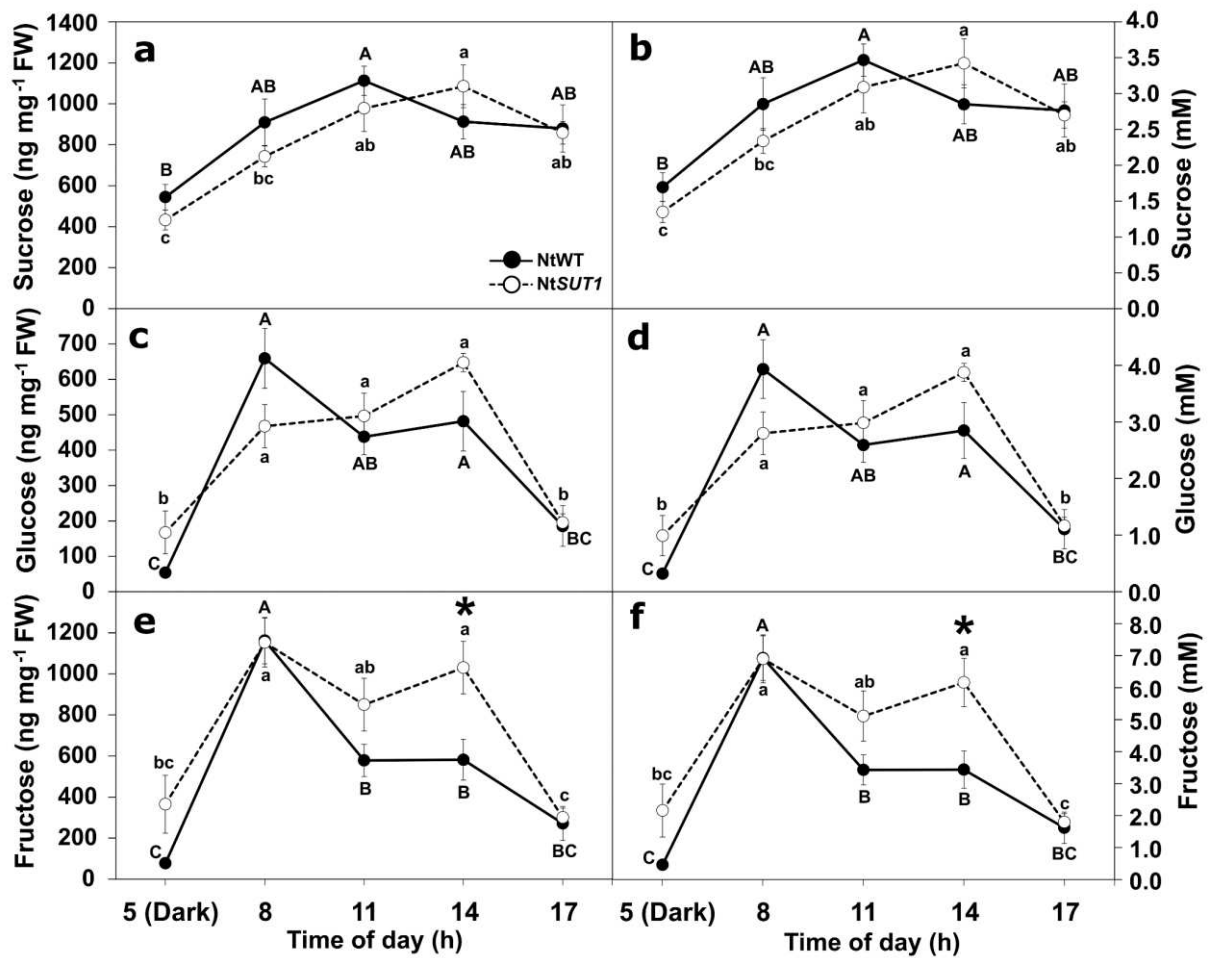 Sucrose (ng mg⁻¹ FW)
1400
1200
1000
800
600
400
200
0
a
B
AB
A
a
AB
c
bc
ab
AB
ab
NtWT
NtSUT1
b
B
AB
A
a
AB
c
bc
ab
AB
ab
4.0
3.5
3.0
2.5
2.0
1.5
1.0
0.5
0.0
Sucrose (mM)
Glucose (ng mg⁻¹ FW)
700
600
500
400
300
200
100
0
c
A
a
a
b
b
C
a
AB
A
BC
d
A
a
a
b
b
C
a
AB
A
BC
4.0
3.0
2.0
1.0
0.0
Glucose (mM)
Fructose (ng mg⁻¹ FW)
1200
1000
800
600
400
200
0
e
A
*
a
a
ab
bc
c
C
B
B
BC
f
A
*
a
a
ab
bc
c
C
B
B
BC
8.0
7.0
6.0
5.0
4.0
3.0
2.0
1.0
0.0
Fructose (mM)
5 (Dark) 8 11 14 17
Time of day (h)
5 (Dark) 8 11 14 17
Time of day (h)